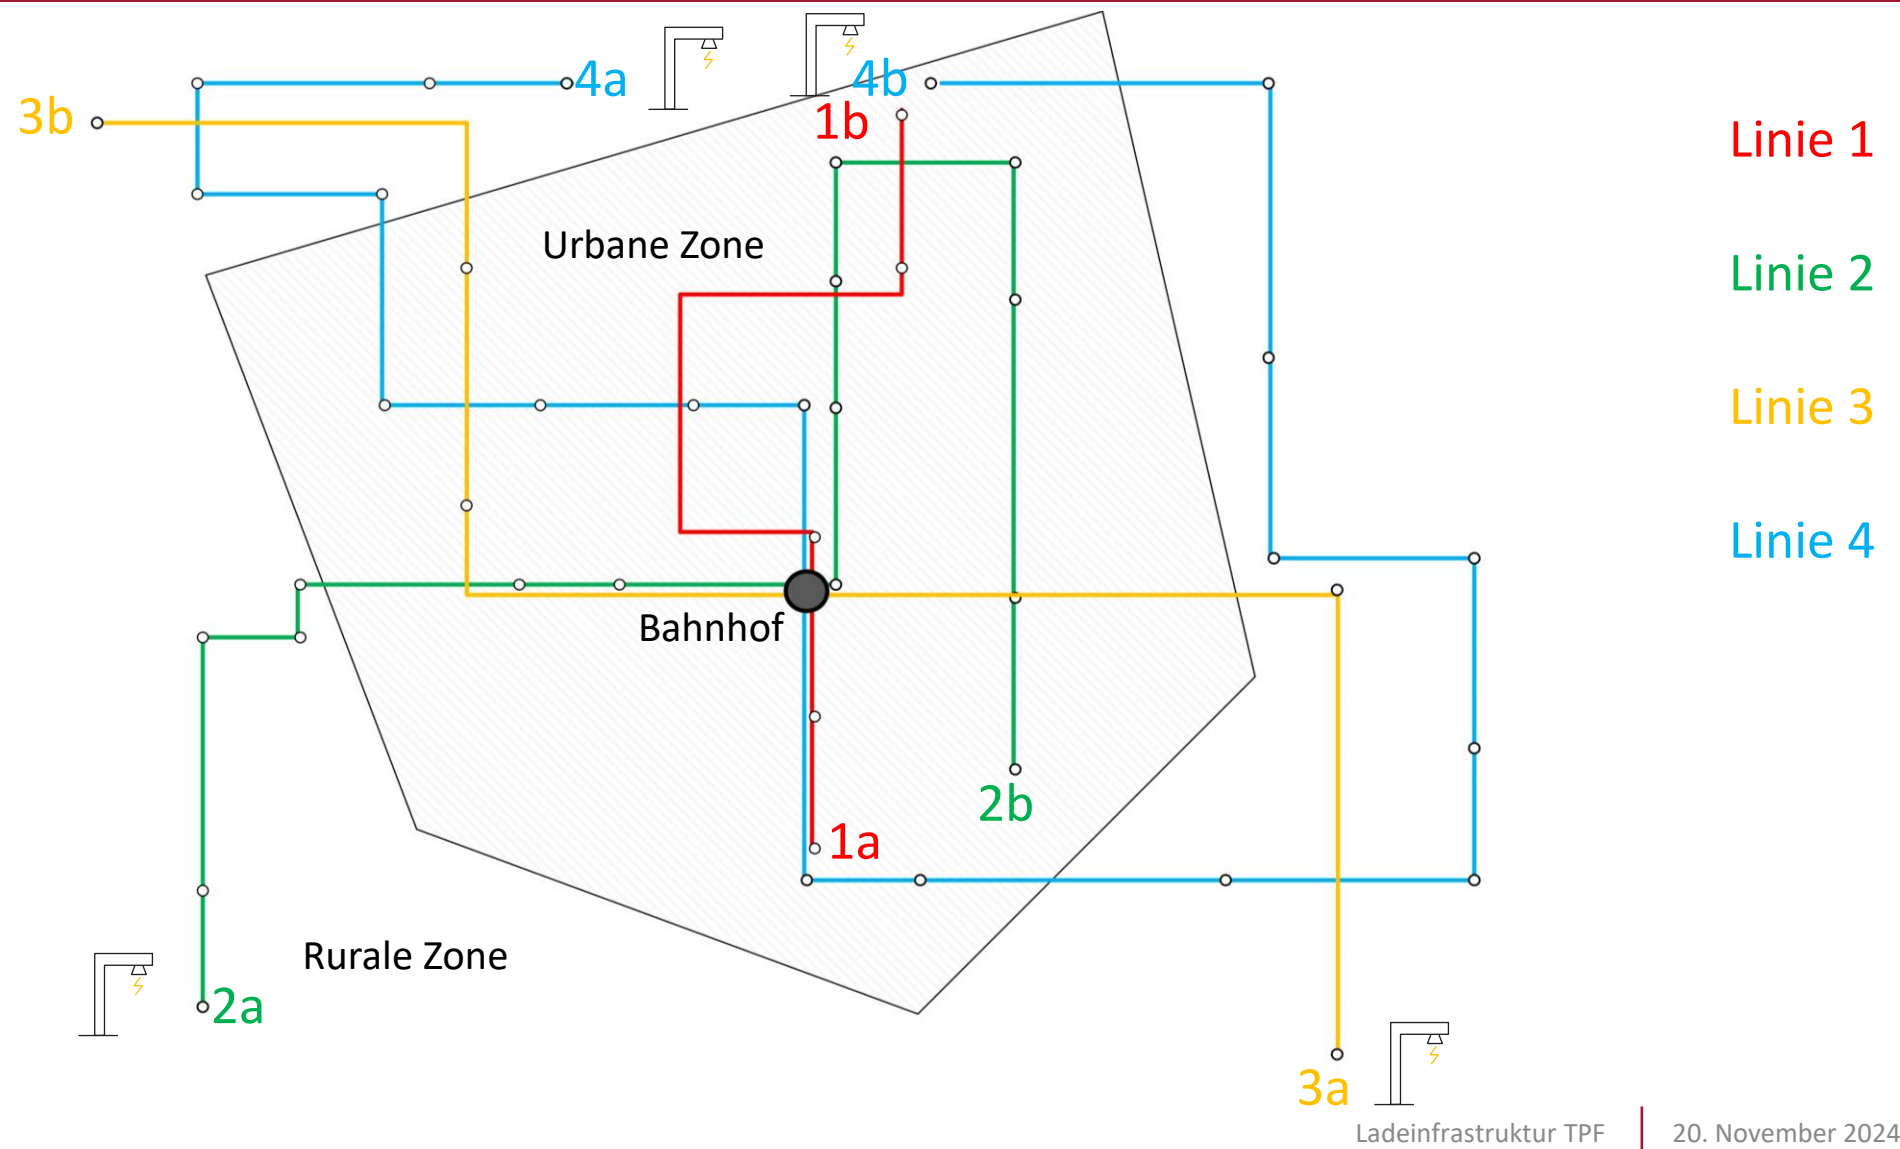 4a
4b
3b
1b
Linie 1
Urbane Zone
Linie 2
Linie 3
Linie 4
Bahnhof
2b
1a
Rurale Zone
2a
3a
Ladeinfrastruktur TPF
20. November 2024